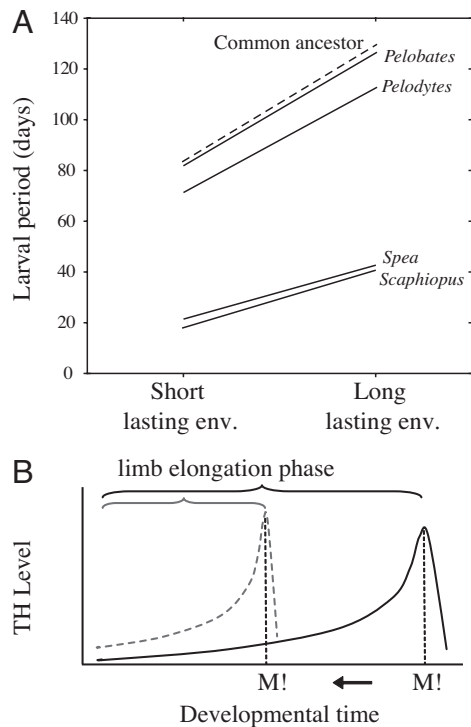 A
140
120
100
80
60
40
20
0
Larval period (days)
Common ancestor
Pelobates
Pelodytes
Spea
Scaphiopus
Short
lasting env.
Long
lasting env.
B
limb elongation phase
TH Level
M!
M!
Developmental time